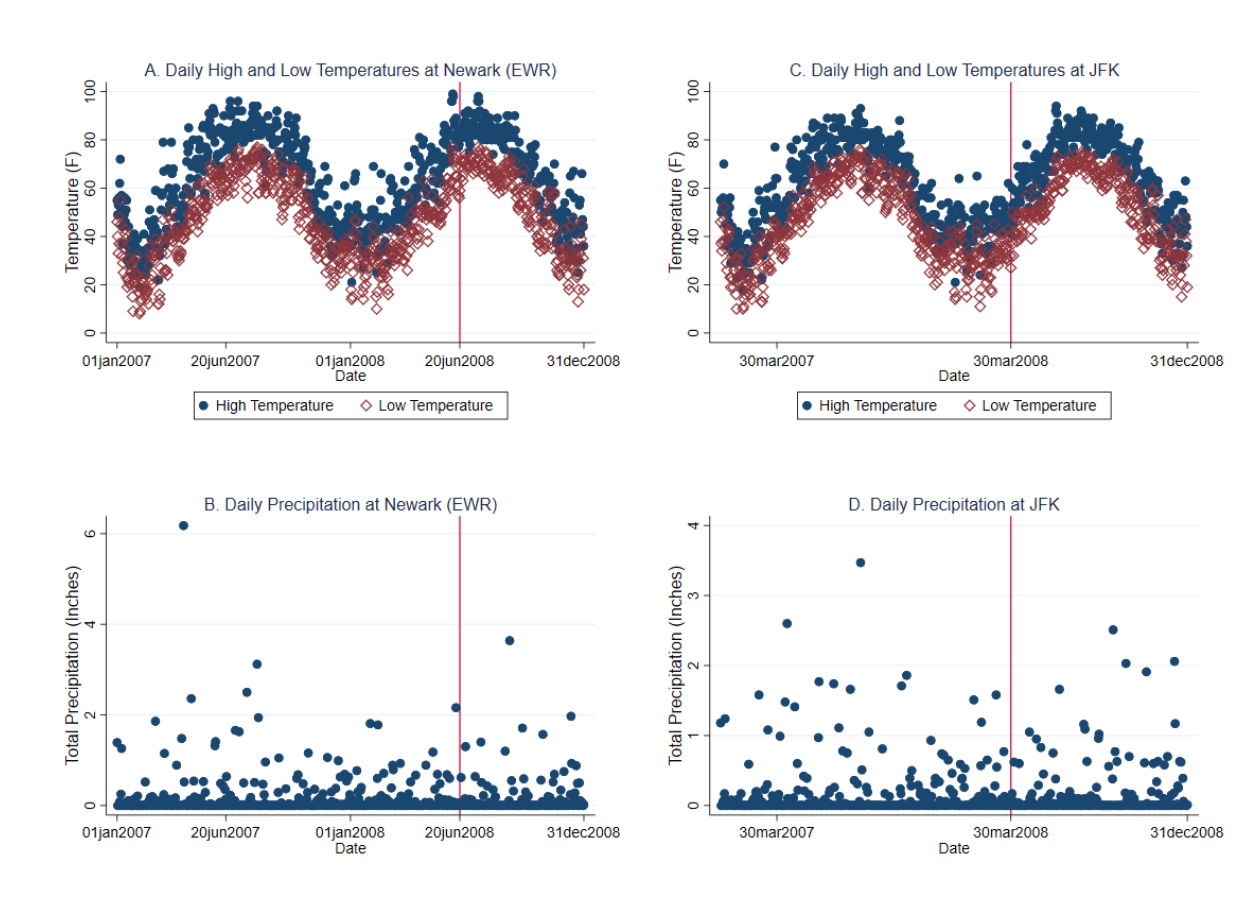 A. Daily High and Low Temperatures at Newark (EWR)
Temperature (F)
100
80
60
40
20
0
01jan2007 20jun2007 01jan2008 20jun2008 31dec2008
Date
High Temperature Low Temperature
C. Daily High and Low Temperatures at JFK
Temperature (F)
100
80
60
40
20
0
30mar2007 30mar2008 31dec2008
Date
High Temperature Low Temperature
B. Daily Precipitation at Newark (EWR)
Total Precipitation (Inches)
6
4
2
0
01jan2007 20jun2007 01jan2008 20jun2008 31dec2008
Date
D. Daily Precipitation at JFK
Total Precipitation (Inches)
4
3
2
1
0
30mar2007 30mar2008 31dec2008
Date